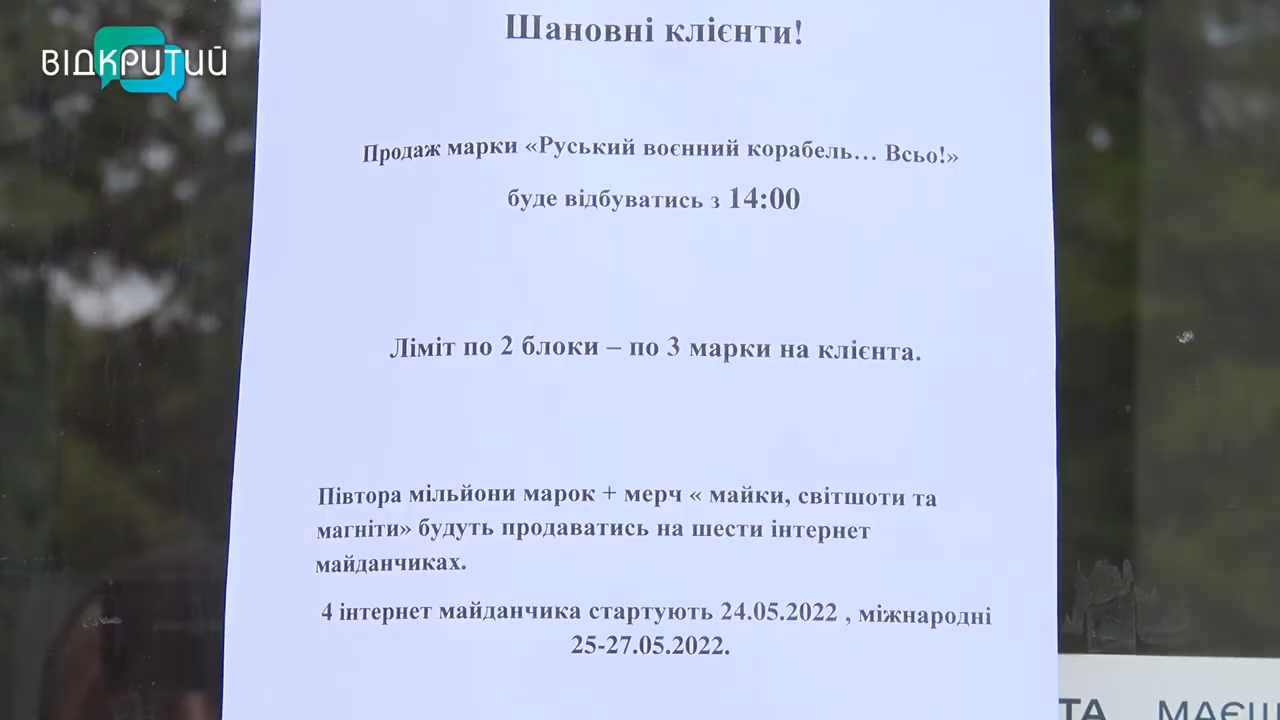 ВІДКРИТИЙ
Шановні клієнти!
Продаж марки «Руський воєнний корабель... Всьо!»
буде відбуватись з 14:00
Ліміт по 2 блоки – по 3 марки на клієнта.
Півтора мільйони марок + мерч « майки, світшоти та
магніти» будуть продаватись на шести інтернет
майданчиках.
4 інтернет майданчика стартують 24.05.2022 , міжнародні
25-27.05.2022.